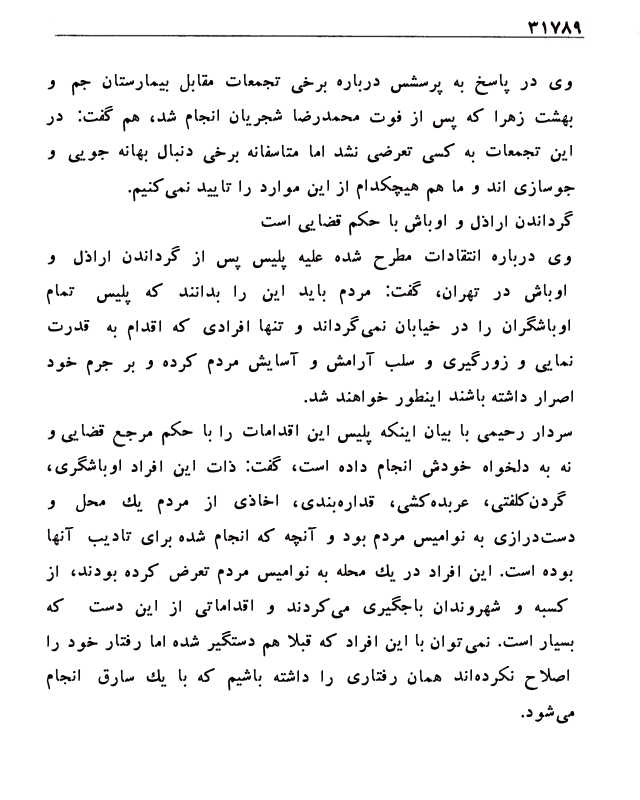 ۳۱۷۸۹
وی در پاسخ به پرسشس درباره برخی تجمعات مقابل بیمارستان جم و
بهشت زهرا که پس از فوت محمدرضا شجریان انجام شد، هم گفت: در
این تجمعات به کسی تعرضی نشد اما متاسفانه برخی دنبال بهانه جویی و
جوسازی اند و ما هم هیچکدام از این موارد را تایید نمی‌کنیم.
گرداندن اراذل و اوباش با حکم قضایی است
وی درباره انتقادات مطرح شده علیه پلیس پس از گرداندن اراذل و
اوباش در تهران، گفت: مردم باید این را بدانند که پلیس تمام
اوباشگران را در خیابان نمی‌گرداند و تنها افرادی که اقدام به قدرت
نمایی و زورگیری و سلب آرامش و آسایش مردم کرده و بر جرم خود
اصرار داشته باشند اینطور خواهند شد.
سردار رحیمی با بیان اینکه پلیس این اقدامات را با حکم مرجع قضایی و
نه به دلخواه خودش انجام داده است، گفت: ذات این افراد اوباشگری،
گردن‌کلفتی، عربده‌کشی، قداره‌بندی، اخاذی از مردم یك محل و
دست‌درازی به نوامیس مردم بود و آنچه که انجام شده برای تادیب آنها
بوده است. این افراد در یك محله به نوامیس مردم تعرض کرده بودند، از
کسبه و شهروندان باجگیری می‌کردند و اقداماتی از این دست که
بسیار است. نمی‌توان با این افراد که قبلا هم دستگیر شده اما رفتار خود را
اصلاح نکرده‌اند همان رفتاری را داشته باشیم که با یك سارق انجام
می‌شود.